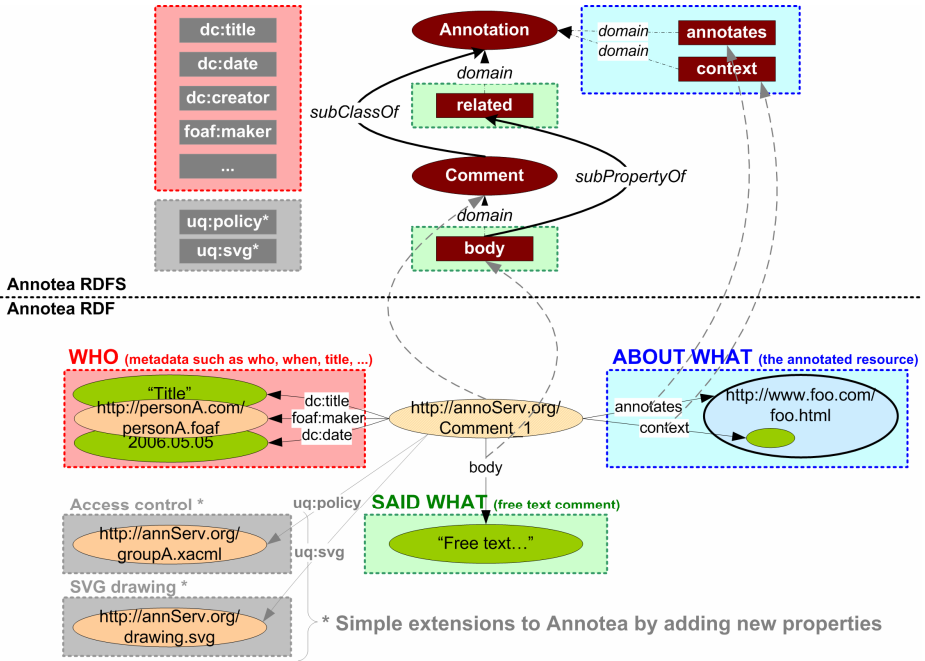 dc:title
dc:date
dc:creator
foaf:maker
...
uq:policy*
uq:svg*
Annotation
domain
domain
annotates
context
domain
related
subClassOf
Comment
subPropertyOf
domain
body
Annotea RDFS
Annotea RDF
WHO (metadata such as who, when, title, ...)
"Title"
http://personA.com/
personA.foaf
2006.05.05
dc:title
foaf:maker
dc:date
http://annoServ.org/
Comment_1
ABOUT WHAT (the annotated resource)
annotates
context
http://www.foo.com/
foo.html
body
SAID WHAT (free text comment)
"Free text…"
Access control *
uq:policy
http://annServ.org/
groupA.xacml
uq:svg
SVG drawing *
http://annServ.org/
drawing.svg
* Simple extensions to Annotea by adding new properties